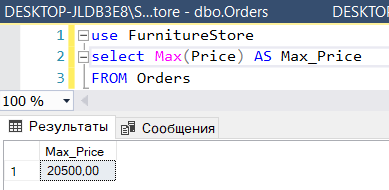 DESKTOP-JLDB3E8\S...tore - dbo.Orders DESKTO
1 use FurnitureStore
2 select Max(Price) AS Max_Price
3 FROM Orders
100 %
Результаты Сообщения
Max_Price
1 20500,00